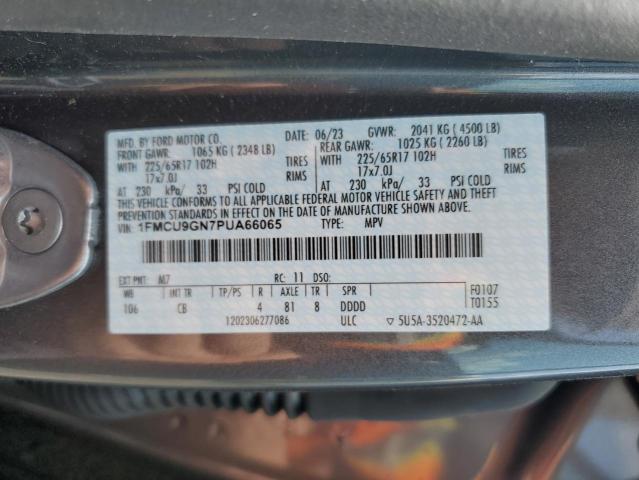 MFD. BY FORD MOTOR CO. DATE: 06/23 GVWR: 2041 KG ( 4500 LB)
FRONT GAWR: 1065 KG ( 2348 LB) REAR GAWR: 1025 KG ( 2260 LB)
WITH 225/65R17 102H TIRES WITH 225/65R17 102H TIRES
17x7.0J RIMS 17x7.0J RIMS
AT 230 kPa/ 33 PSI COLD AT 230 kPa/ 33 PSI COLD
THIS VEHICLE CONFORMS TO ALL APPLICABLE FEDERAL MOTOR VEHICLE SAFETY AND THEFT
PREVENTION STANDARDS IN EFFECT ON THE DATE OF MANUFACTURE SHOWN ABOVE.
VIN: 1FMCU9GN7PUA66065 TYPE: MPV
EXT PNT: M7 RC: 11 DSO: F0107
WB INT TR TP/PS R AXLE TR SPR T0155
106 CB 4 81 8 DDDD
1202306277086 ULC ▽ 5U5A-3520472-AA